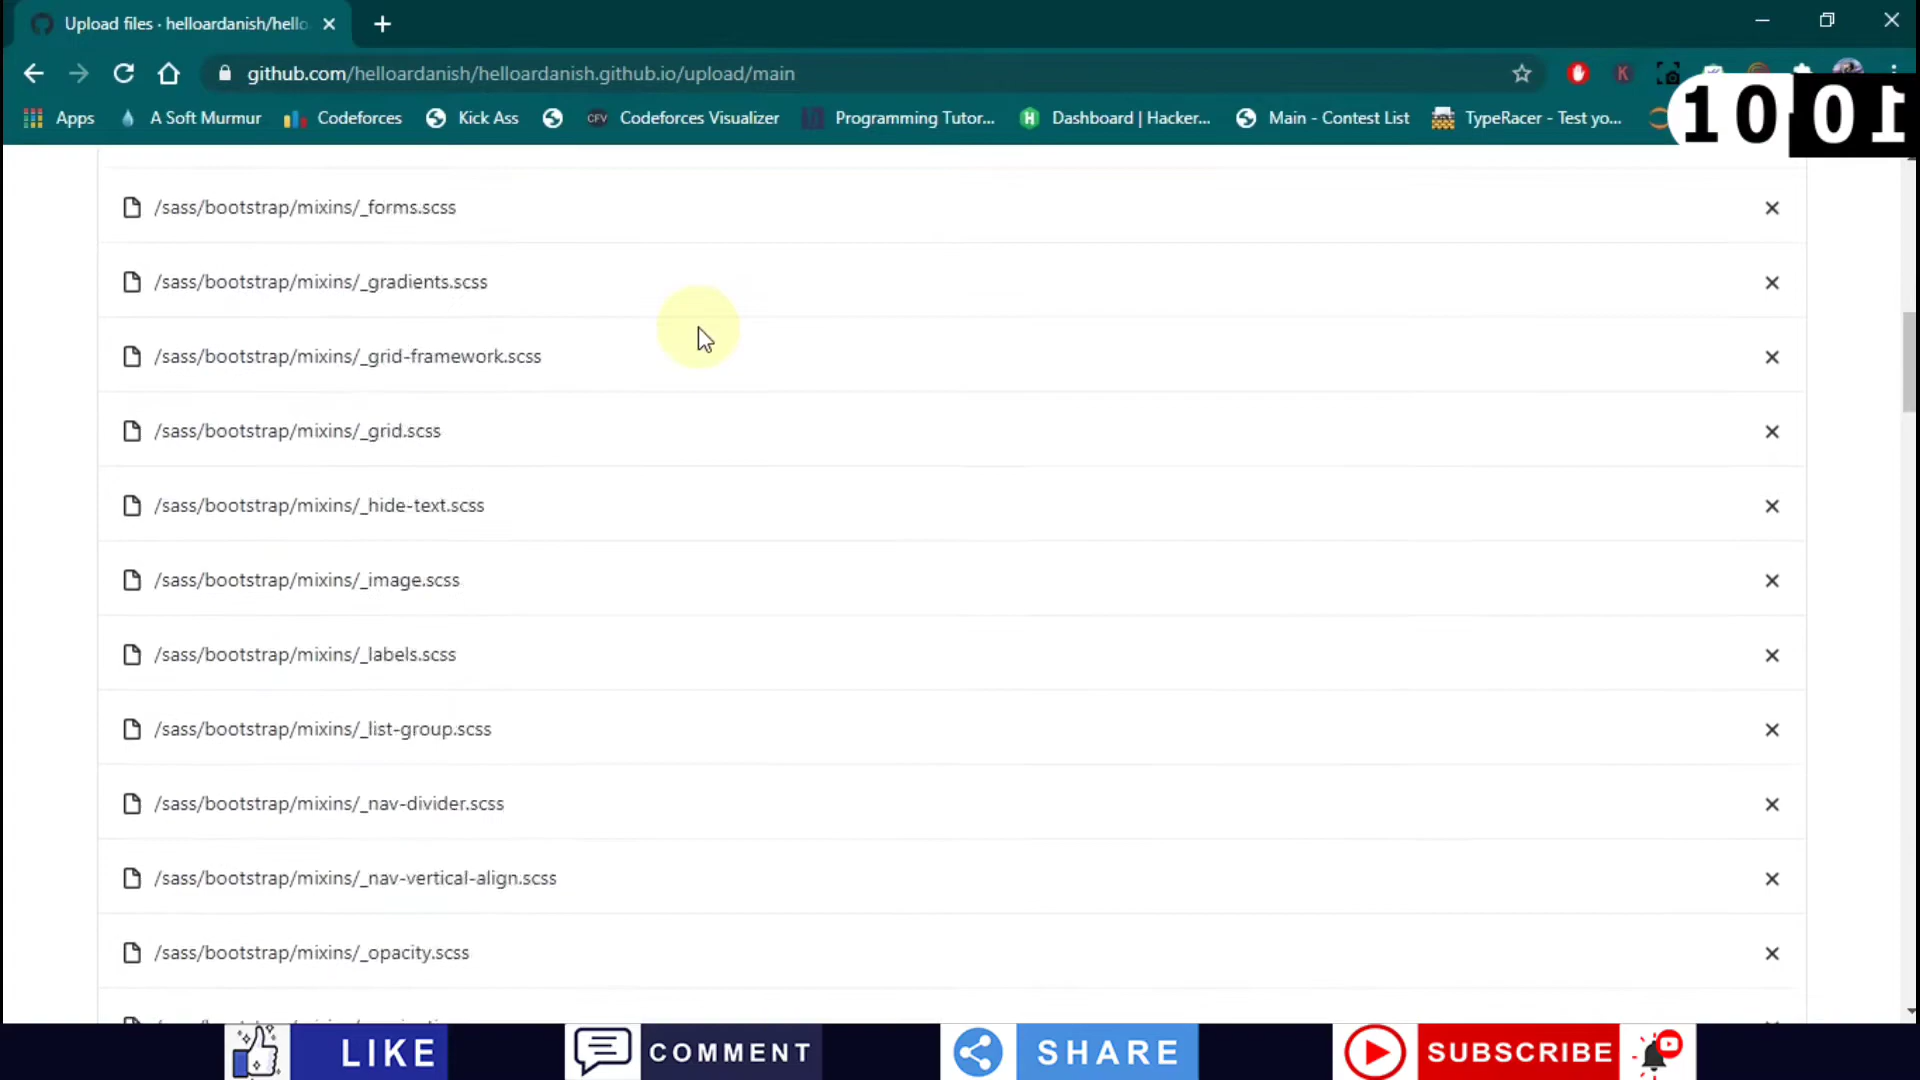 Upload files · helloardanish/hello
github.com/helloardanish/helloardanish.github.io/upload/main
K
Apps
A Soft Murmur
Codeforces
Kick Ass
CFV
Codeforces Visualizer
Programming Tutor...
H
Dashboard | Hacker...
Main - Contest List
TypeRacer - Test yo...
10 01
/sass/bootstrap/mixins/_forms.scss
/sass/bootstrap/mixins/_gradients.scss
/sass/bootstrap/mixins/_grid-framework.scss
/sass/bootstrap/mixins/_grid.scss
/sass/bootstrap/mixins/_hide-text.scss
/sass/bootstrap/mixins/_image.scss
/sass/bootstrap/mixins/_labels.scss
/sass/bootstrap/mixins/_list-group.scss
/sass/bootstrap/mixins/_nav-divider.scss
/sass/bootstrap/mixins/_nav-vertical-align.scss
/sass/bootstrap/mixins/_opacity.scss
LIKE
COMMENT
SHARE
SUBSCRIBE